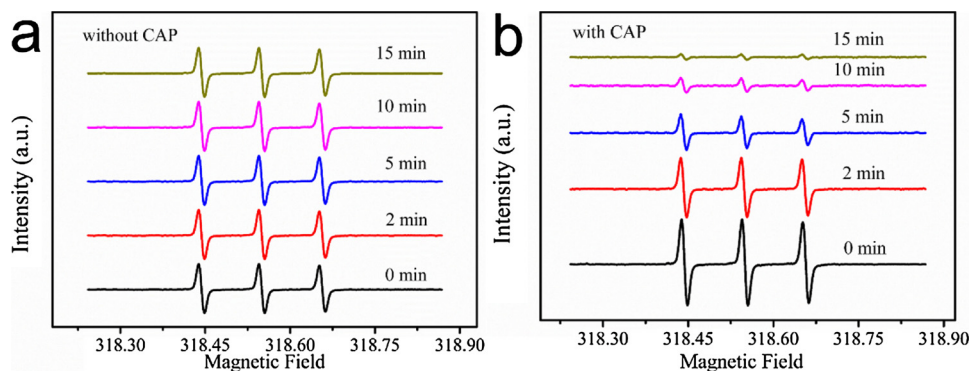 a
without CAP
15 min
10 min
5 min
2 min
0 min
Intensity (a.u.)
318.30 318.45 318.60 318.75 318.90
Magnetic Field
b
with CAP
15 min
10 min
5 min
2 min
0 min
Intensity (a.u.)
318.30 318.45 318.60 318.75 318.90
Magnetic Field